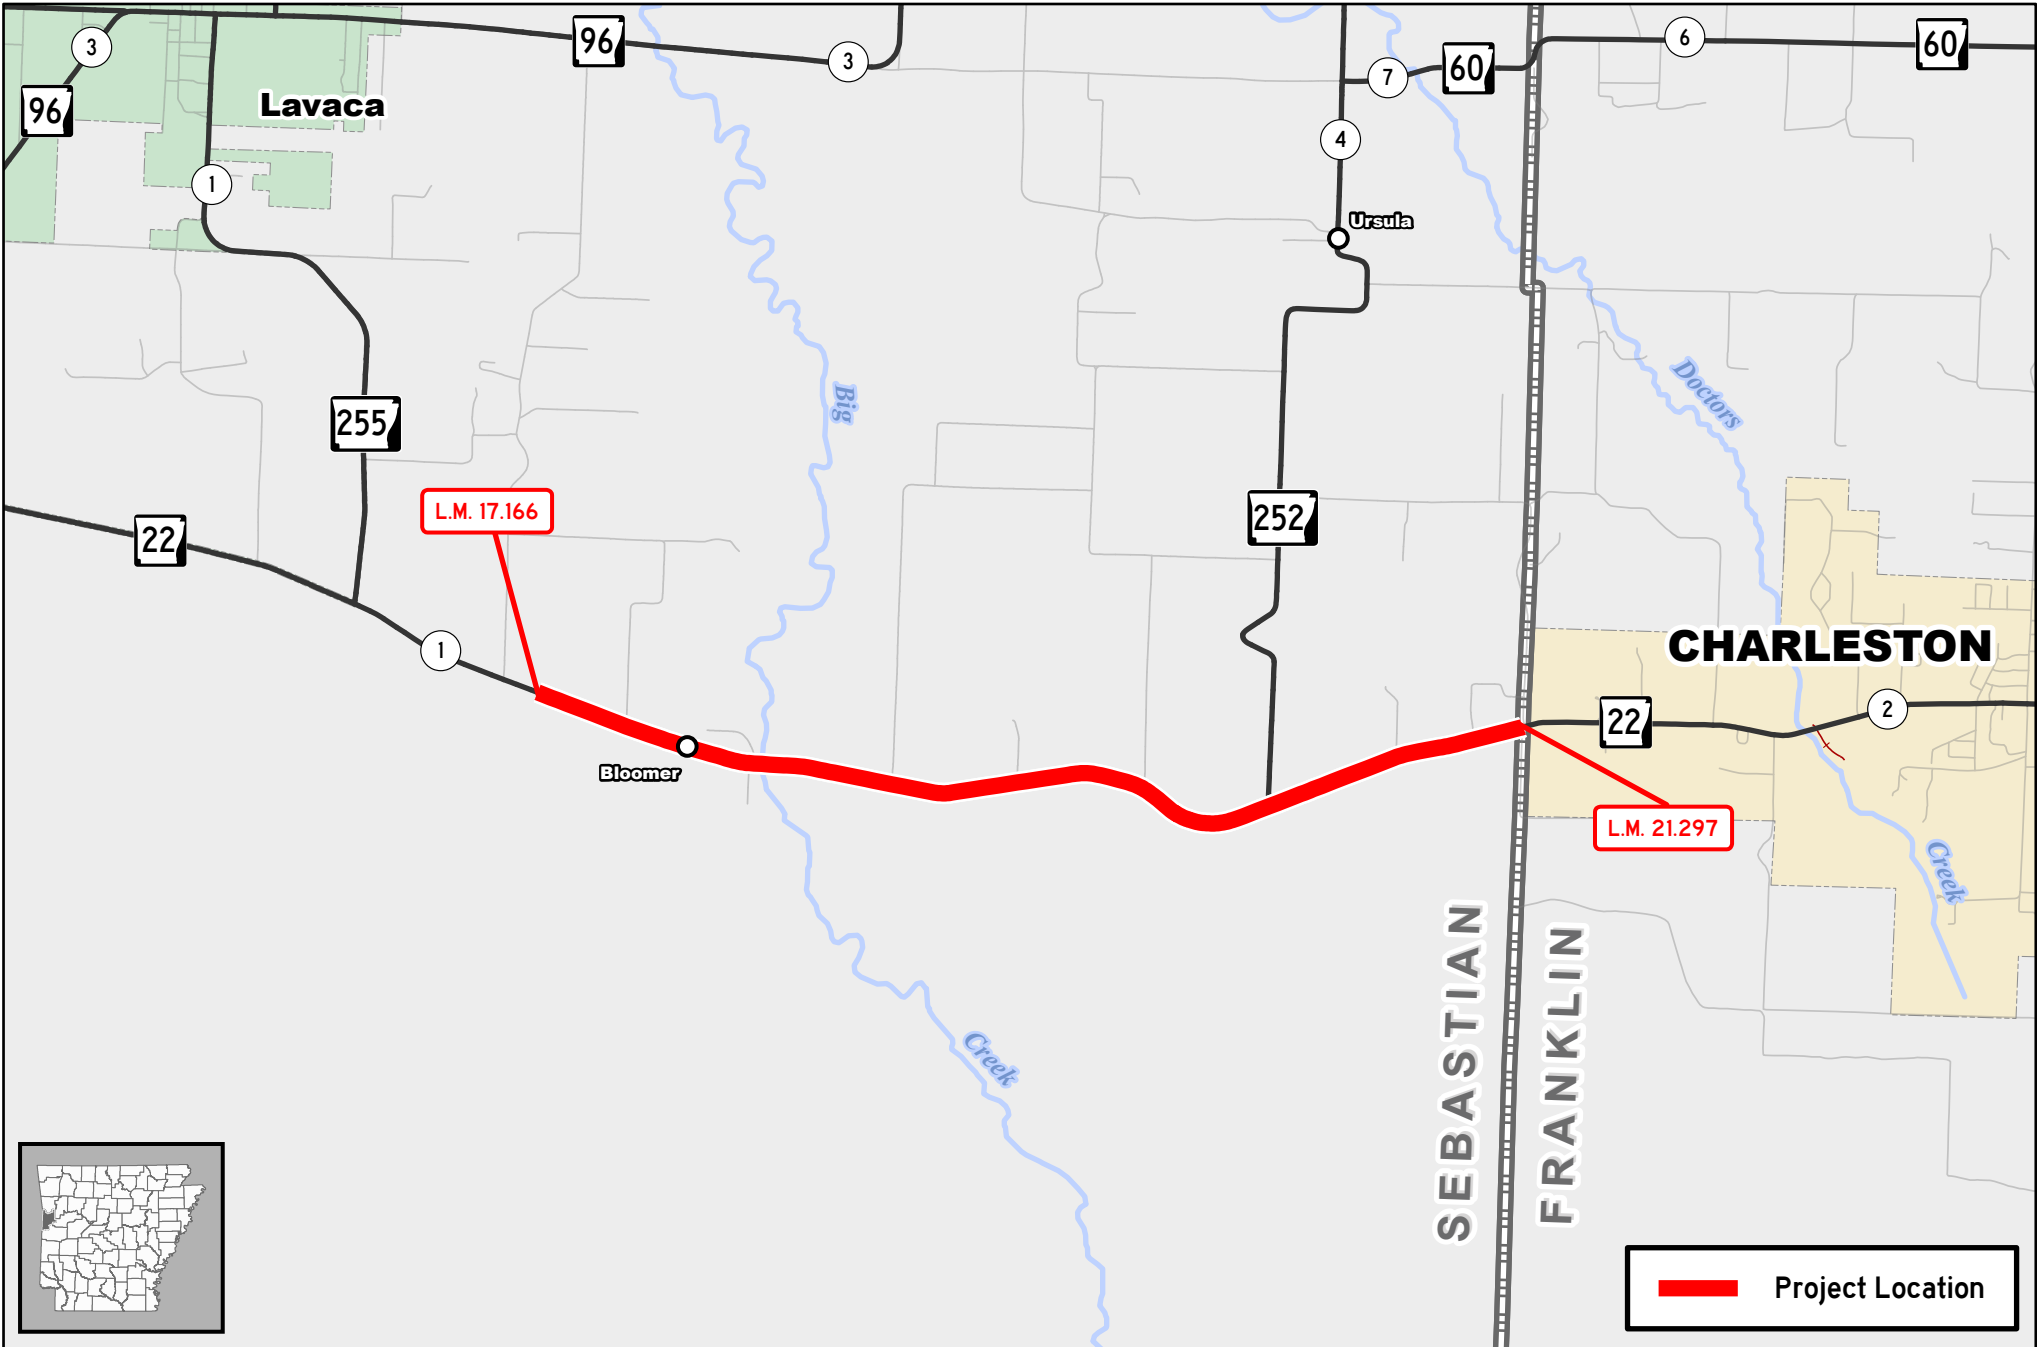 3
96
3
60
6
60
7
96
Lavaca
4
1
Ursula
Big
Doctors
255
L.M. 17.166
252
22
1
CHARLESTON
22
2
Bloomer
L.M. 21.297
Creek
Creek
SEBASTIAN
FRANKLIN
Project Location